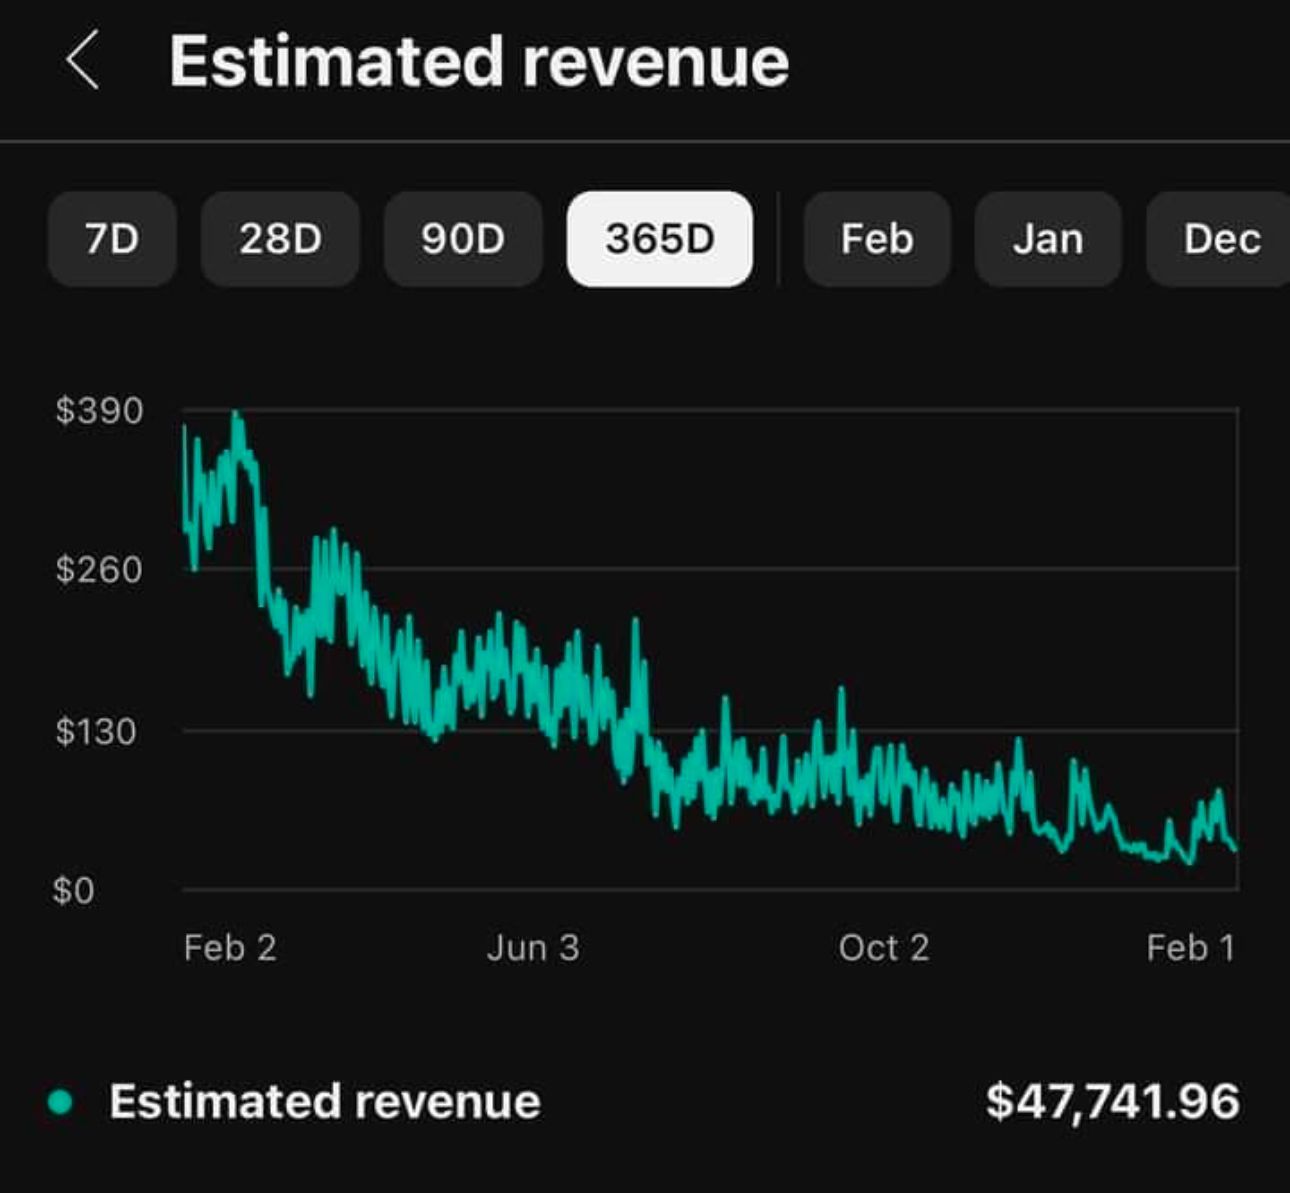 Estimated revenue
7D 28D 90D 365D Feb Jan Dec
$390
$260
$130
$0
Feb 2 Jun 3 Oct 2 Feb 1
Estimated revenue $47,741.96